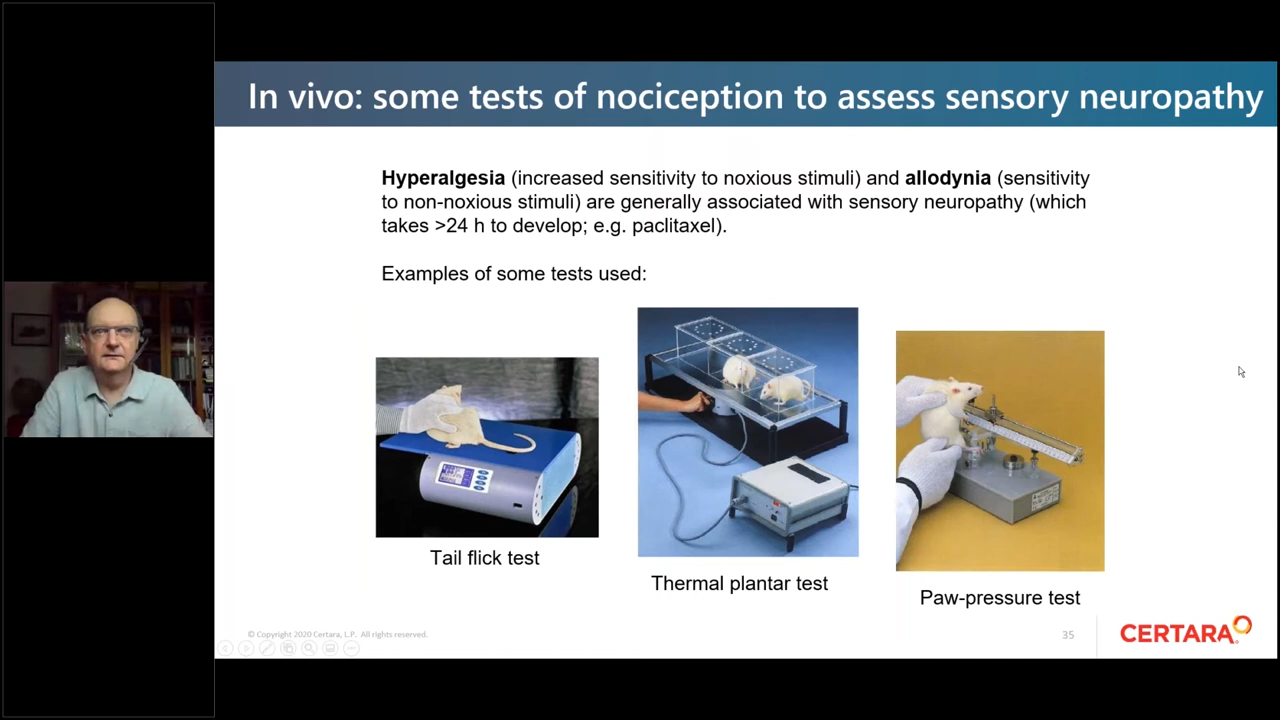 In vivo: some tests of nociception to assess sensory neuropathy
Hyperalgesia (increased sensitivity to noxious stimuli) and allodynia (sensitivity
to non-noxious stimuli) are generally associated with sensory neuropathy (which
takes >24 h to develop; e.g. paclitaxel).
Examples of some tests used:
Tail flick test
Thermal plantar test
Paw-pressure test
© Copyright 2020 Certara, L.P. All rights reserved.
35
CERTARA